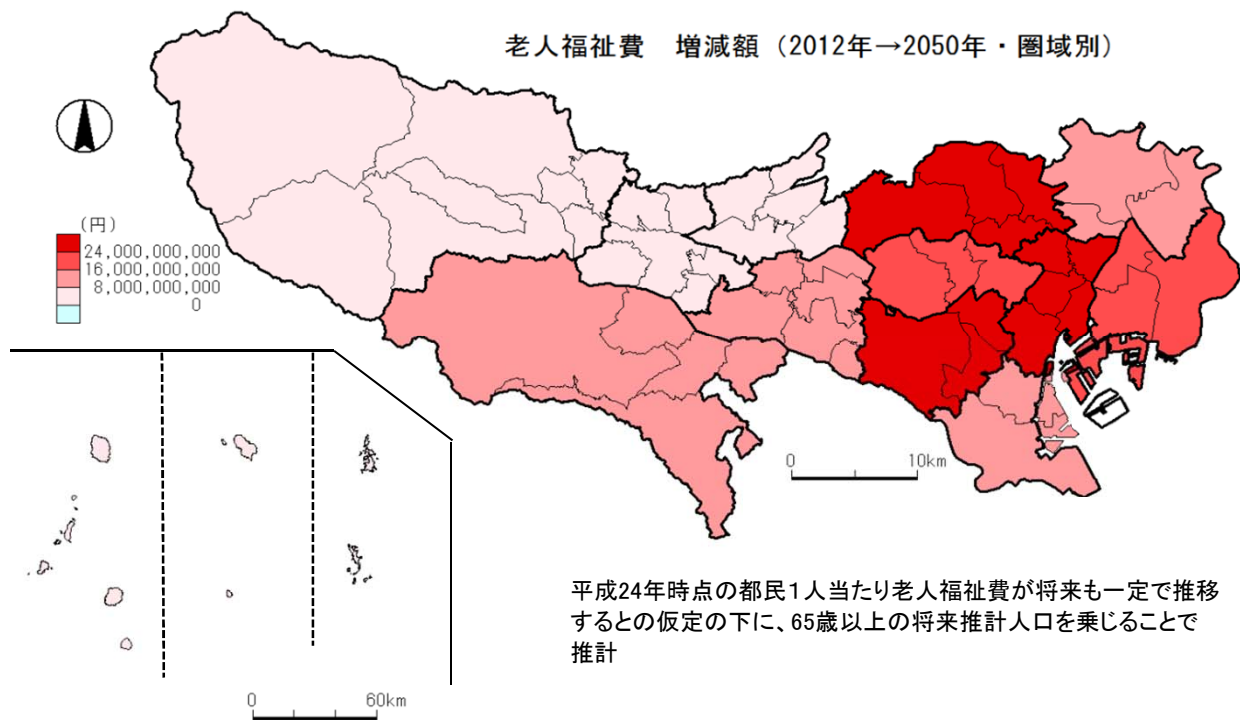 老人福祉費　増減額（2012年→2050年・圏域別）
（円）
24,000,000,000
16,000,000,000
8,000,000,000
0
0 10km
平成24年時点の都民１人当たり老人福祉費が将来も一定で推移
するとの仮定の下に、65歳以上の将来推計人口を乗じることで
推計
0 60km